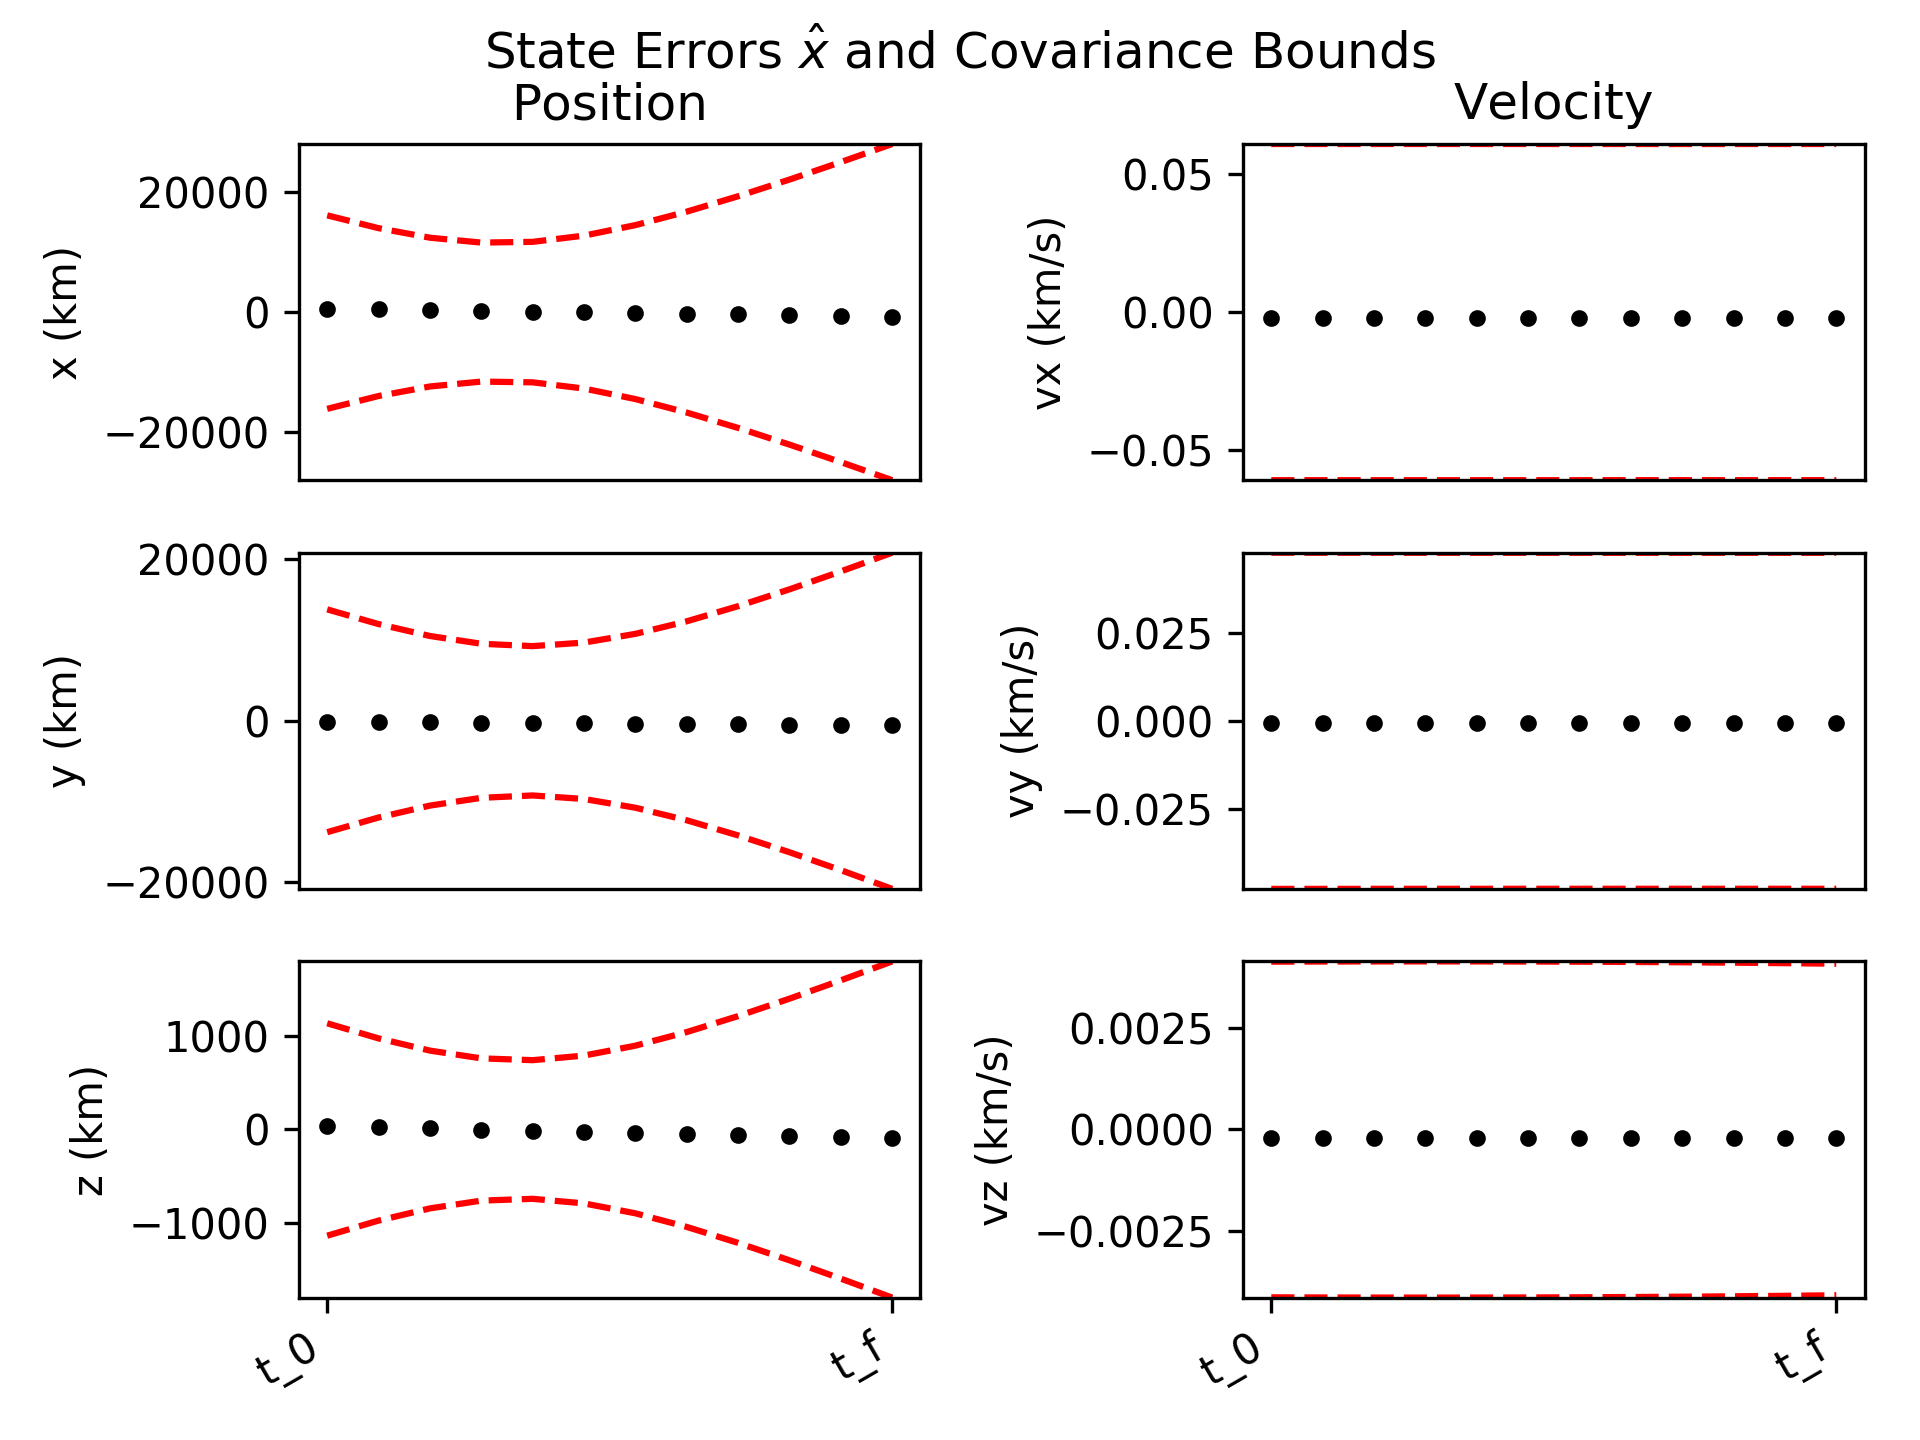 State Errors x̂ and Covariance Bounds
Position
Velocity
20000
0
−20000
x (km)
0.05
0.00
−0.05
vx (km/s)
20000
0
−20000
y (km)
0.025
0.000
−0.025
vy (km/s)
1000
0
−1000
z (km)
0.0025
0.0000
−0.0025
vz (km/s)
t_0
t_f
t_0
t_f